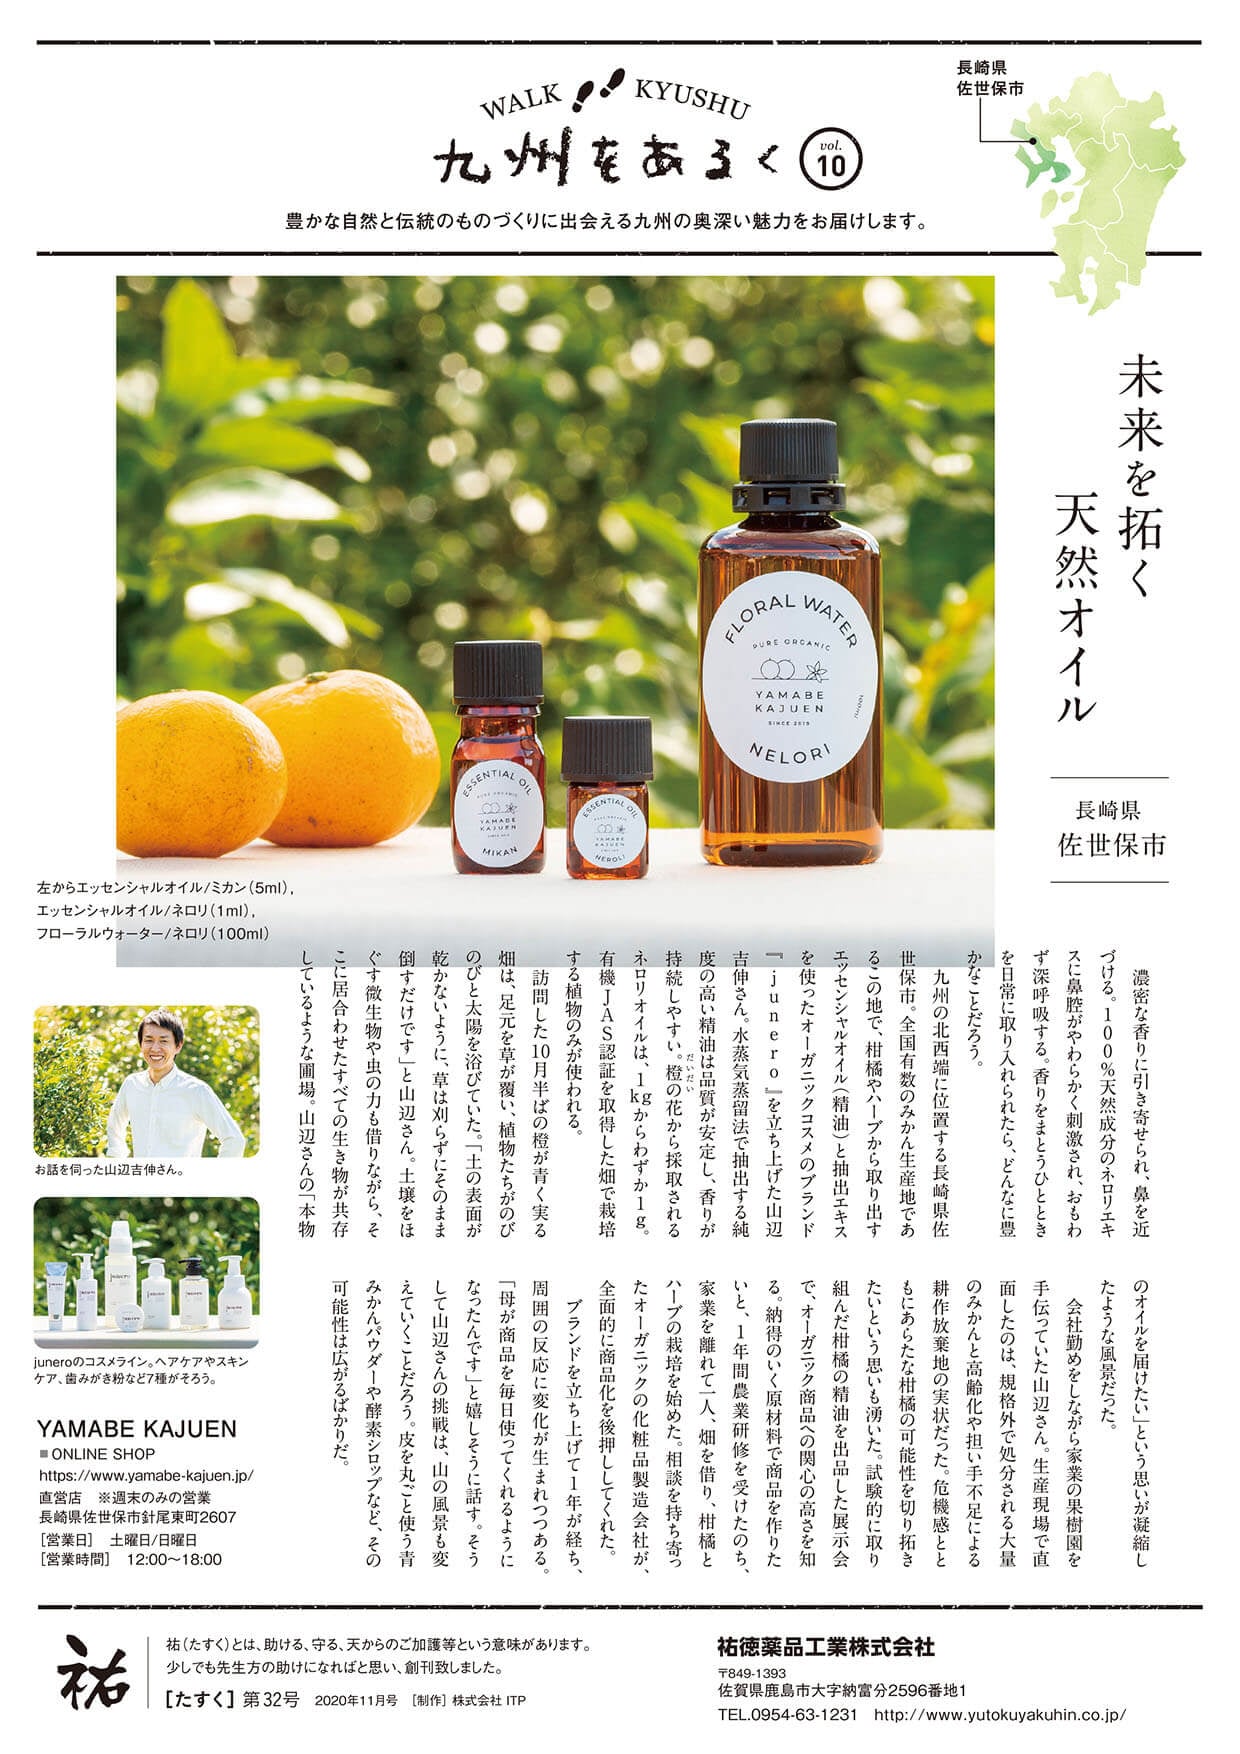 長崎県
佐世保市
WALK KYUSHU
九州をあるく
vol.
10
豊かな自然と伝統のものづくりに出会える九州の奥深い魅力をお届けします。
未来を拓く
天然オイル
長崎県
佐世保市
FLORAL WATER
PURE ORGANIC
YAMABE
KAJUEN
SINCE 2019
NELORI
ESSENTIAL OIL
PURE ORGANIC
YAMABE
KAJUEN
MIKAN
ESSENTIAL OIL
YAMABE
KAJUEN
NEROLI
左からエッセンシャルオイル/ミカン(5ml),
エッセンシャルオイル/ネロリ(1ml),
フローラルウォーター/ネロリ(100ml)
濃密な香りに引き寄せられ、鼻を近
づける。100%天然成分のネロリエキ
スに鼻腔がやわらかく刺激され、おもわ
ず深呼吸する。香りをまとうひととき
を日常に取り入れられたら、どんなに豊
かなことだろう。
九州の北西端に位置する長崎県佐
世保市。全国有数のみかん生産地であ
るこの地で、柑橘やハーブから取り出す
エッセンシャルオイル(精油)と抽出エキス
を使ったオーガニックコスメのブランド
『junero』を立ち上げた山辺
吉伸さん。水蒸気蒸留法で抽出する純
度の高い精油は品質が安定し、香りが
持続しやすい。橙の花から採取される
だいだい
ネロリオイルは、1kgからわずか1g。
有機JAS認証を取得した畑で栽培
する植物のみが使われる。
訪問した10月半ばの橙が青く実る
畑は、足元を草が覆い、植物たちがのび
のびと太陽を浴びていた。「土の表面が
乾かないように、草は刈らずにそのまま
倒すだけです」と山辺さん。土壌をほ
ぐす微生物や虫の力も借りながら、そ
こに居合わせたすべての生き物が共存
しているような圃場。山辺さんの「本物
のオイルを届けたい」という思いが凝縮し
たような風景だった。
会社勤めをしながら家業の果樹園を
手伝っていた山辺さん。生産現場で直
面したのは、規格外で処分される大量
のみかんと高齢化や担い手不足による
耕作放棄地の実状だった。危機感とと
もにあらたな柑橘の可能性を切り拓き
たいという思いも湧いた。試験的に取り
組んだ柑橘の精油を出品した展示会
で、オーガニック商品への関心の高さを知
る。納得のいく原材料で商品を作りた
いと、1年間農業研修を受けたのち、
家業を離れて一人、畑を借り、柑橘と
ハーブの栽培を始めた。相談を持ち寄っ
たオーガニックの化粧品製造会社が、
全面的に商品化を後押ししてくれた。
ブランドを立ち上げて1年が経ち、
周囲の反応に変化が生まれつつある。
「母が商品を毎日使ってくれるように
なったんです」と嬉しそうに話す。そう
して山辺さんの挑戦は、山の風景も変
えていくことだろう。皮を丸ごと使う青
みかんパウダーや酵素シロップなど、その
可能性は広がるばかりだ。
お話を伺った山辺吉伸さん。
juneroのコスメライン。ヘアケアやスキン
ケア、歯みがき粉など7種がそろう。
YAMABE KAJUEN
■ONLINE SHOP
https://www.yamabe-kajuen.jp/
直営店 ※週末のみの営業
長崎県佐世保市針尾東町2607
[営業日] 土曜日/日曜日
[営業時間] 12:00〜18:00
祐
祐(たすく)とは、助ける、守る、天からのご加護等という意味があります。
少しでも先生方の助けになればと思い、創刊致しました。
[たすく] 第32号 2020年11月号 [制作] 株式会社 ITP
祐徳薬品工業株式会社
〒849-1393
佐賀県鹿島市大字納富分2596番地1
TEL.0954-63-1231 http://www.yutokuyakuhin.co.jp/